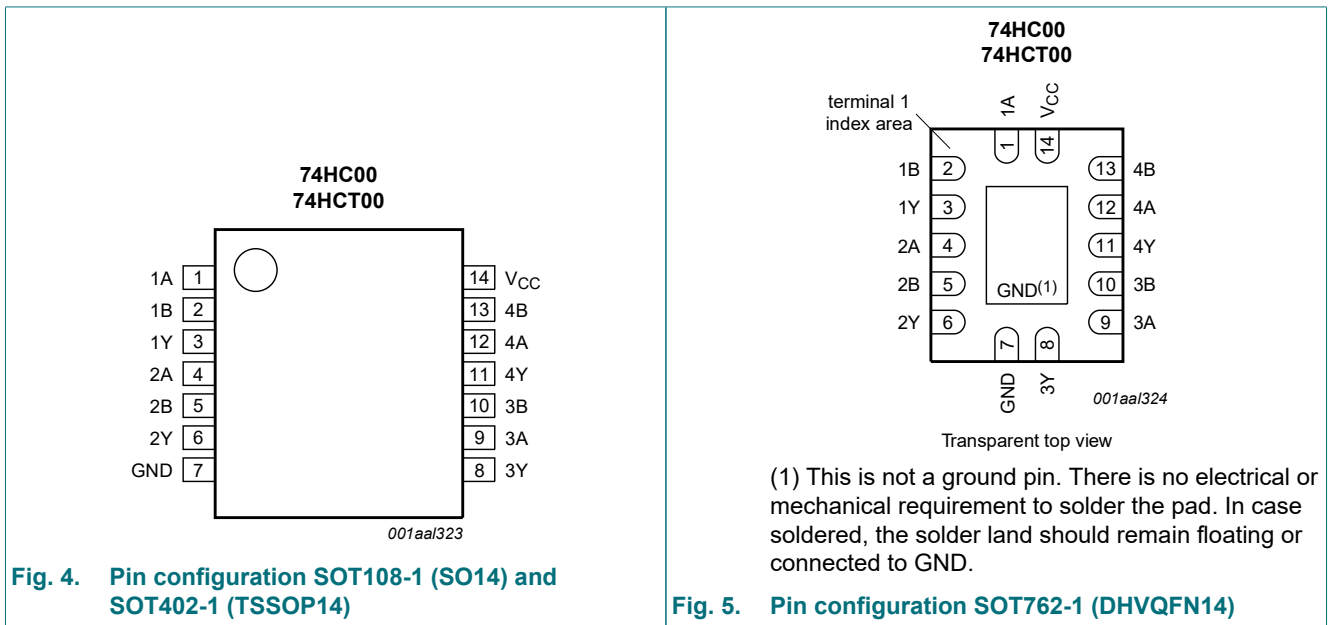 74HC00
74HCT00
1A 1
1B 2
1Y 3
2A 4
2B 5
2Y 6
GND 7
14 VCC
13 4B
12 4A
11 4Y
10 3B
9 3A
8 3Y
001aal323
Fig. 4. Pin configuration SOT108-1 (SO14) and
SOT402-1 (TSSOP14)
74HC00
74HCT00
terminal 1
index area
1A
VCC
1
14
1B 2
1Y 3
2A 4
2B 5
2Y 6
13 4B
12 4A
11 4Y
10 3B
9 3A
GND(1)
7
8
GND
3Y
001aal324
Transparent top view
(1) This is not a ground pin. There is no electrical or
mechanical requirement to solder the pad. In case
soldered, the solder land should remain floating or
connected to GND.
Fig. 5. Pin configuration SOT762-1 (DHVQFN14)